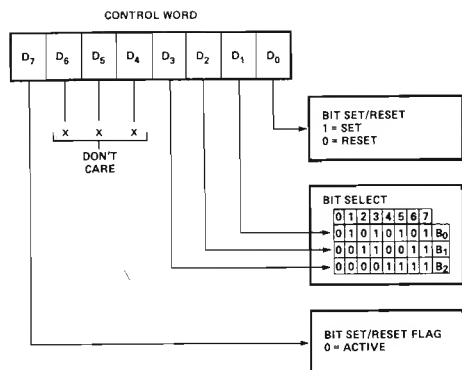 CONTROL WORD
D7 D6 D5 D4 D3 D2 D1 D0
X X X
DON'T
CARE
BIT SET/RESET
1 = SET
0 = RESET
BIT SELECT
0 1 2 3 4 5 6 7
0 1 0 1 0 1 0 1 B0
0 0 1 1 0 0 1 1 B1
0 0 0 0 1 1 1 1 B2
BIT SET/RESET FLAG
0 = ACTIVE